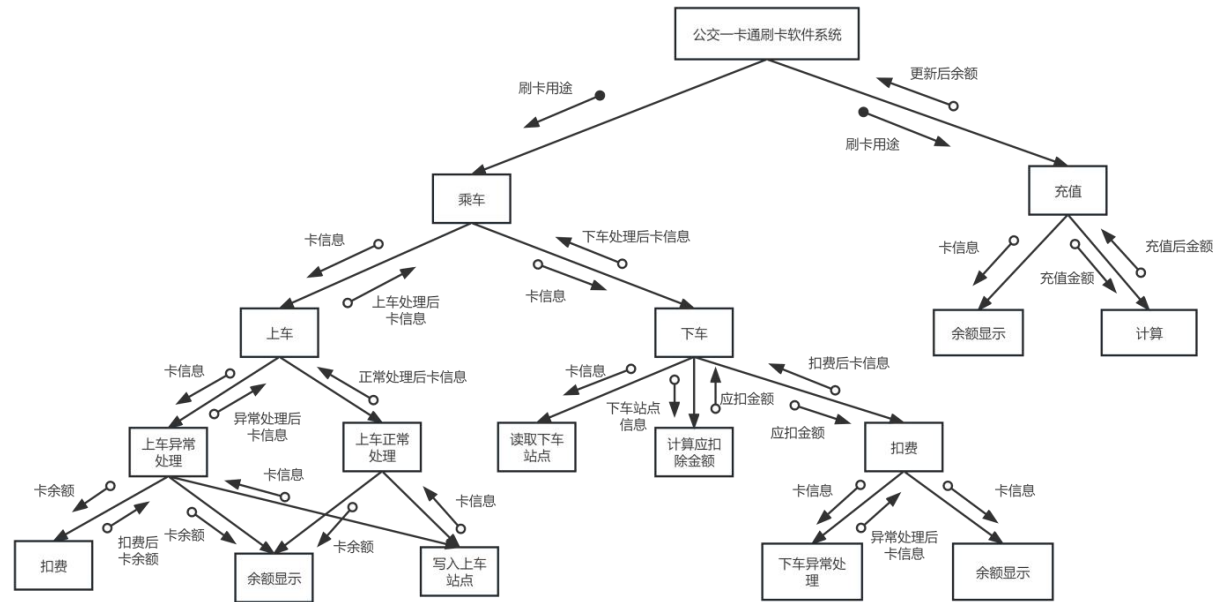 公交一卡通刷卡软件系统
更新后余额
刷卡用途
刷卡用途
乘车
充值
卡信息
下车处理后卡信息
卡信息
充值后金额
上车处理后
卡信息
卡信息
充值金额
上车
下车
余额显示
计算
卡信息
正常处理后卡信息
卡信息
扣费后卡信息
异常处理后
卡信息
下车站点
信息
应扣金额
应扣金额
上车异常
处理
上车正常
处理
读取下车
站点
计算应扣
除金额
扣费
卡余额
卡信息
卡信息
卡信息
卡信息
扣费后
卡余额
卡余额
卡余额
异常处理后
卡信息
扣费
余额显示
写入上车
站点
下车异常处
理
余额显示